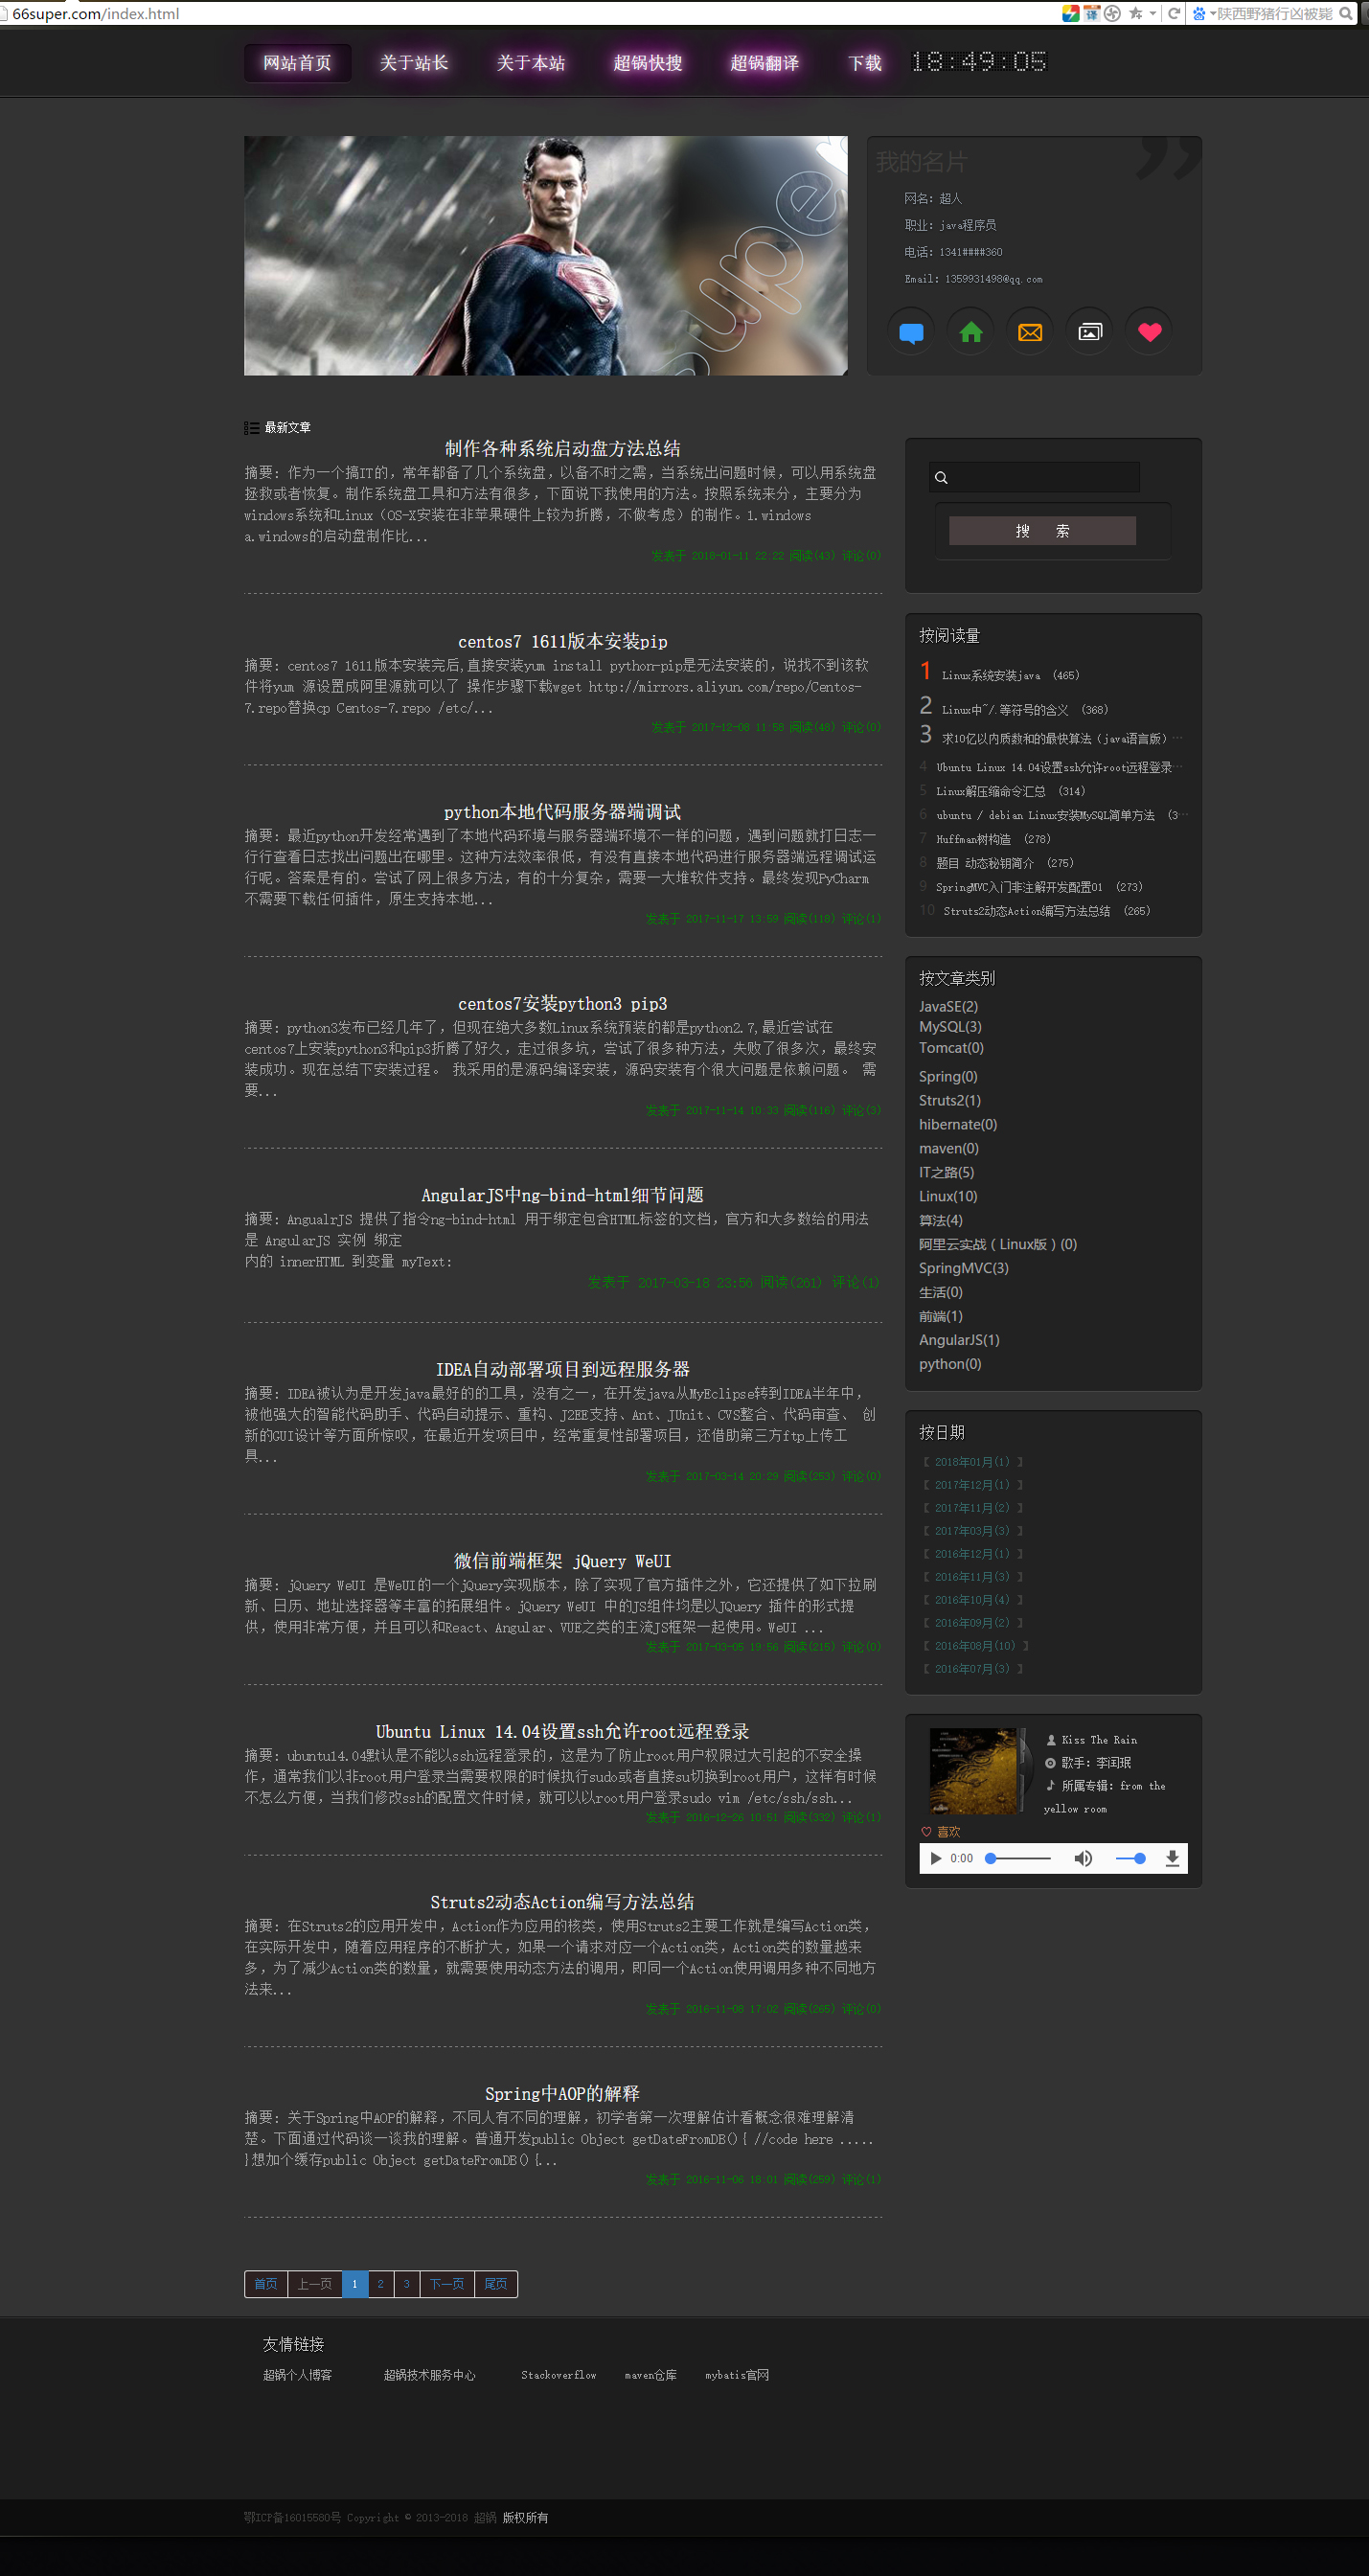 66super.com/index.html
陕西野猪行凶被毙
网站首页 关于站长 关于本站 超锅快搜 超锅翻译 下载 18:49:05
我的名片
网名: 超人
职业: java程序员
电话: 1341####360
Email: 1359931498@qq.com
最新文章
制作各种系统启动盘方法总结
摘要: 作为一个搞IT的，常年都备了几个系统盘，以备不时之需，当系统出问题时候，可以用系统盘
拯救或者恢复。制作系统盘工具和方法有很多，下面说下我使用的方法。按照系统来分，主要分为
windows系统和Linux（OS-X安装在非苹果硬件上较为折腾，不做考虑）的制作。1.windows
a.windows的启动盘制作比...
发表于 2018-01-11 22:22 阅读(43) 评论(0)
centos7 1611版本安装pip
摘要: centos7 1611版本安装完后,直接安装yum install python-pip是无法安装的，说找不到该软
件将yum 源设置成阿里源就可以了 操作步骤下载wget http://mirrors.aliyun.com/repo/Centos-
7.repo替换cp Centos-7.repo /etc/...
发表于 2017-12-08 11:58 阅读(48) 评论(0)
python本地代码服务器端调试
摘要: 最近python开发经常遇到了本地代码环境与服务器端环境不一样的问题，遇到问题就打日志一
行行查看日志找出问题出在哪里。这种方法效率很低，有没有直接本地代码进行服务器端远程调试运
行呢。答案是有的。尝试了网上很多方法，有的十分复杂，需要一大堆软件支持。最终发现PyCharm
不需要下载任何插件，原生支持本地...
发表于 2017-11-17 13:59 阅读(118) 评论(1)
centos7安装python3 pip3
摘要: python3发布已经几年了，但现在绝大多数Linux系统预装的都是python2.7,最近尝试在
centos7上安装python3和pip3折腾了好久，走过很多坑，尝试了很多种方法，失败了很多次，最终安
装成功。现在总结下安装过程。 我采用的是源码编译安装，源码安装有个很大问题是依赖问题。 需
要...
发表于 2017-11-14 10:33 阅读(116) 评论(3)
AngularJS中ng-bind-html细节问题
摘要: AngualrJS 提供了指令ng-bind-html 用于绑定包含HTML标签的文档，官方和大多数给的用法
是 AngularJS 实例 绑定
内的 innerHTML 到变量 myText:
发表于 2017-03-18 23:56 阅读(261) 评论(1)
IDEA自动部署项目到远程服务器
摘要: IDEA被认为是开发java最好的的工具，没有之一，在开发java从MyEclipse转到IDEA半年中，
被他强大的智能代码助手、代码自动提示、重构、J2EE支持、Ant、JUnit、CVS整合、代码审查、 创
新的GUI设计等方面所惊叹，在最近开发项目中，经常重复性部署项目，还借助第三方ftp上传工
具...
发表于 2017-03-14 20:29 阅读(253) 评论(0)
微信前端框架 jQuery WeUI
摘要: jQuery WeUI 是WeUI的一个jQuery实现版本，除了实现了官方插件之外，它还提供了如下拉刷
新、日历、地址选择器等丰富的拓展组件。jQuery WeUI 中的JS组件均是以JQuery 插件的形式提
供，使用非常方便，并且可以和React、Angular、VUE之类的主流JS框架一起使用。WeUI ...
发表于 2017-03-05 19:56 阅读(215) 评论(0)
Ubuntu Linux 14.04设置ssh允许root远程登录
摘要: ubuntu14.04默认是不能以ssh远程登录的，这是为了防止root用户权限过大引起的不安全操
作，通常我们以非root用户登录当需要权限的时候执行sudo或者直接su切换到root用户，这样有时候
不怎么方便，当我们修改ssh的配置文件时候，就可以以root用户登录sudo vim /etc/ssh/ssh...
发表于 2016-12-26 10:51 阅读(332) 评论(1)
Struts2动态Action编写方法总结
摘要: 在Struts2的应用开发中，Action作为应用的核类，使用Struts2主要工作就是编写Action类，
在实际开发中，随着应用程序的不断扩大，如果一个请求对应一个Action类，Action类的数量越来
多，为了减少Action类的数量，就需要使用动态方法的调用，即同一个Action使用调用多种不同地方
法来...
发表于 2016-11-08 17:02 阅读(265) 评论(0)
Spring中AOP的解释
摘要: 关于Spring中AOP的解释，不同人有不同的理解，初学者第一次理解估计看概念很难理解清
楚。下面通过代码谈一谈我的理解。普通开发public Object getDateFromDB(){ //code here .....
}想加个缓存public Object getDateFromDB(){...
发表于 2016-11-06 18:01 阅读(259) 评论(1)
首页 上一页 1 2 3 下一页 尾页
搜 索
按阅读量
1 Linux系统安装java (465)
2 Linux中~/.等符号的含义 (368)
3 求10亿以内质数和的最快算法（java语言版）…
4 Ubuntu Linux 14.04设置ssh允许root远程登录…
5 Linux解压缩命令汇总 (314)
6 ubuntu / debian Linux安装MySQL简单方法 (3…
7 Huffman树构造 (278)
8 题目 动态秘钥简介 (275)
9 SpringMVC入门非注解开发配置01 (273)
10 Struts2动态Action编写方法总结 (265)
按文章类别
JavaSE(2)
MySQL(3)
Tomcat(0)
Spring(0)
Struts2(1)
hibernate(0)
maven(0)
IT之路(5)
Linux(10)
算法(4)
阿里云实战（Linux版）(0)
SpringMVC(3)
生活(0)
前端(1)
AngularJS(1)
python(0)
按日期
【 2018年01月(1) 】
【 2017年12月(1) 】
【 2017年11月(2) 】
【 2017年03月(3) 】
【 2016年12月(1) 】
【 2016年11月(3) 】
【 2016年10月(4) 】
【 2016年09月(2) 】
【 2016年08月(10) 】
【 2016年07月(3) 】
Kiss The Rain
歌手: 李闰珉
所属专辑: from the
yellow room
♡ 喜欢
0:00
友情链接
超锅个人博客 超锅技术服务中心 Stackoverflow maven仓库 mybatis官网
鄂ICP备16015580号 Copyright © 2013-2018 超锅 版权所有